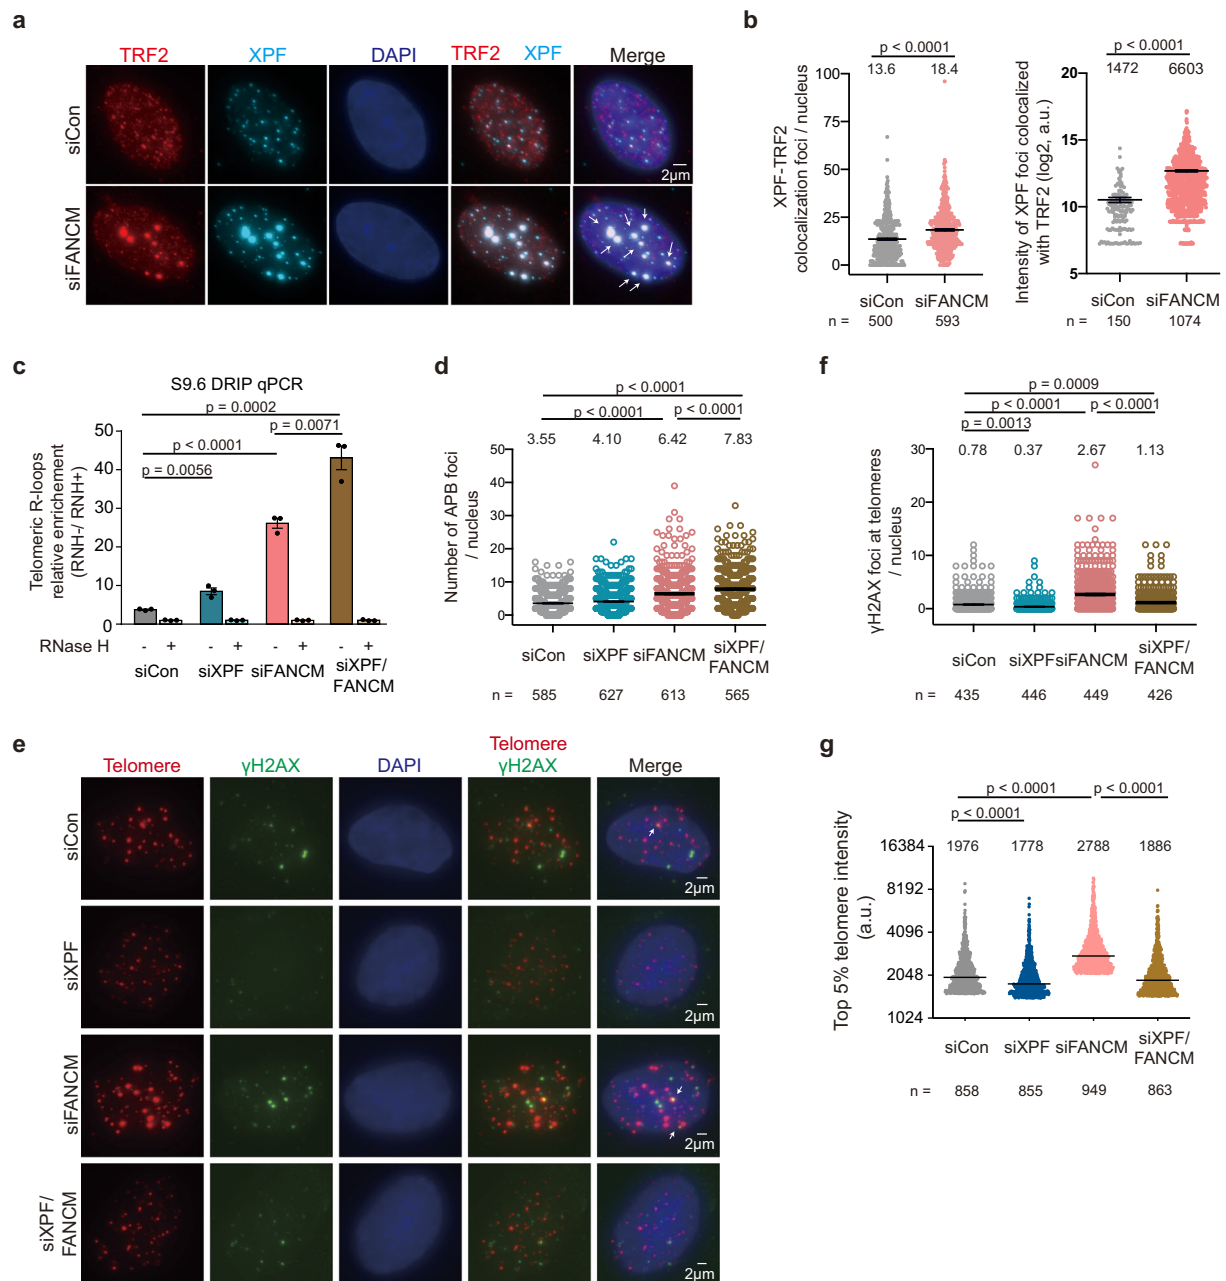 a
TRF2 XPF DAPI TRF2 XPF Merge
siCon
2µm
siFANCM
b
p < 0.0001
13.6 18.4
XPF-TRF2
colocalization foci / nucleus
100
75
50
25
0
siCon siFANCM
n = 500 593
p < 0.0001
1472 6603
Intensity of XPF foci colocalized
with TRF2 (log2, a.u.)
20
15
10
5
siCon siFANCM
n = 150 1074
c
S9.6 DRIP qPCR
p = 0.0002
p = 0.0071
p < 0.0001
p = 0.0056
Telomeric R-loops
relative enrichement
(RNH-/ RNH+)
50
40
30
20
10
0
RNase H - + - + - + - +
siCon siXPF siFANCM siXPF/
FANCM
d
p < 0.0001
p < 0.0001 p < 0.0001
3.55 4.10 6.42 7.83
Number of APB foci
/ nucleus
50
40
30
20
10
0
siCon siXPF siFANCM siXPF/
FANCM
n = 585 627 613 565
f
p = 0.0009
p < 0.0001 p < 0.0001
p = 0.0013
0.78 0.37 2.67 1.13
γH2AX foci at telomeres
/ nucleus
30
20
10
0
siCon siXPF siFANCM siXPF/
FANCM
n = 435 446 449 426
e
Telomere γH2AX DAPI Telomere
γH2AX Merge
siCon
2µm
siXPF
2µm
siFANCM
2µm
siXPF/
FANCM
2µm
g
p < 0.0001 p < 0.0001
p < 0.0001
1976 1778 2788 1886
Top 5% telomere intensity
(a.u.)
16384
8192
4096
2048
1024
siCon siXPF siFANCM siXPF/
FANCM
n = 858 855 949 863